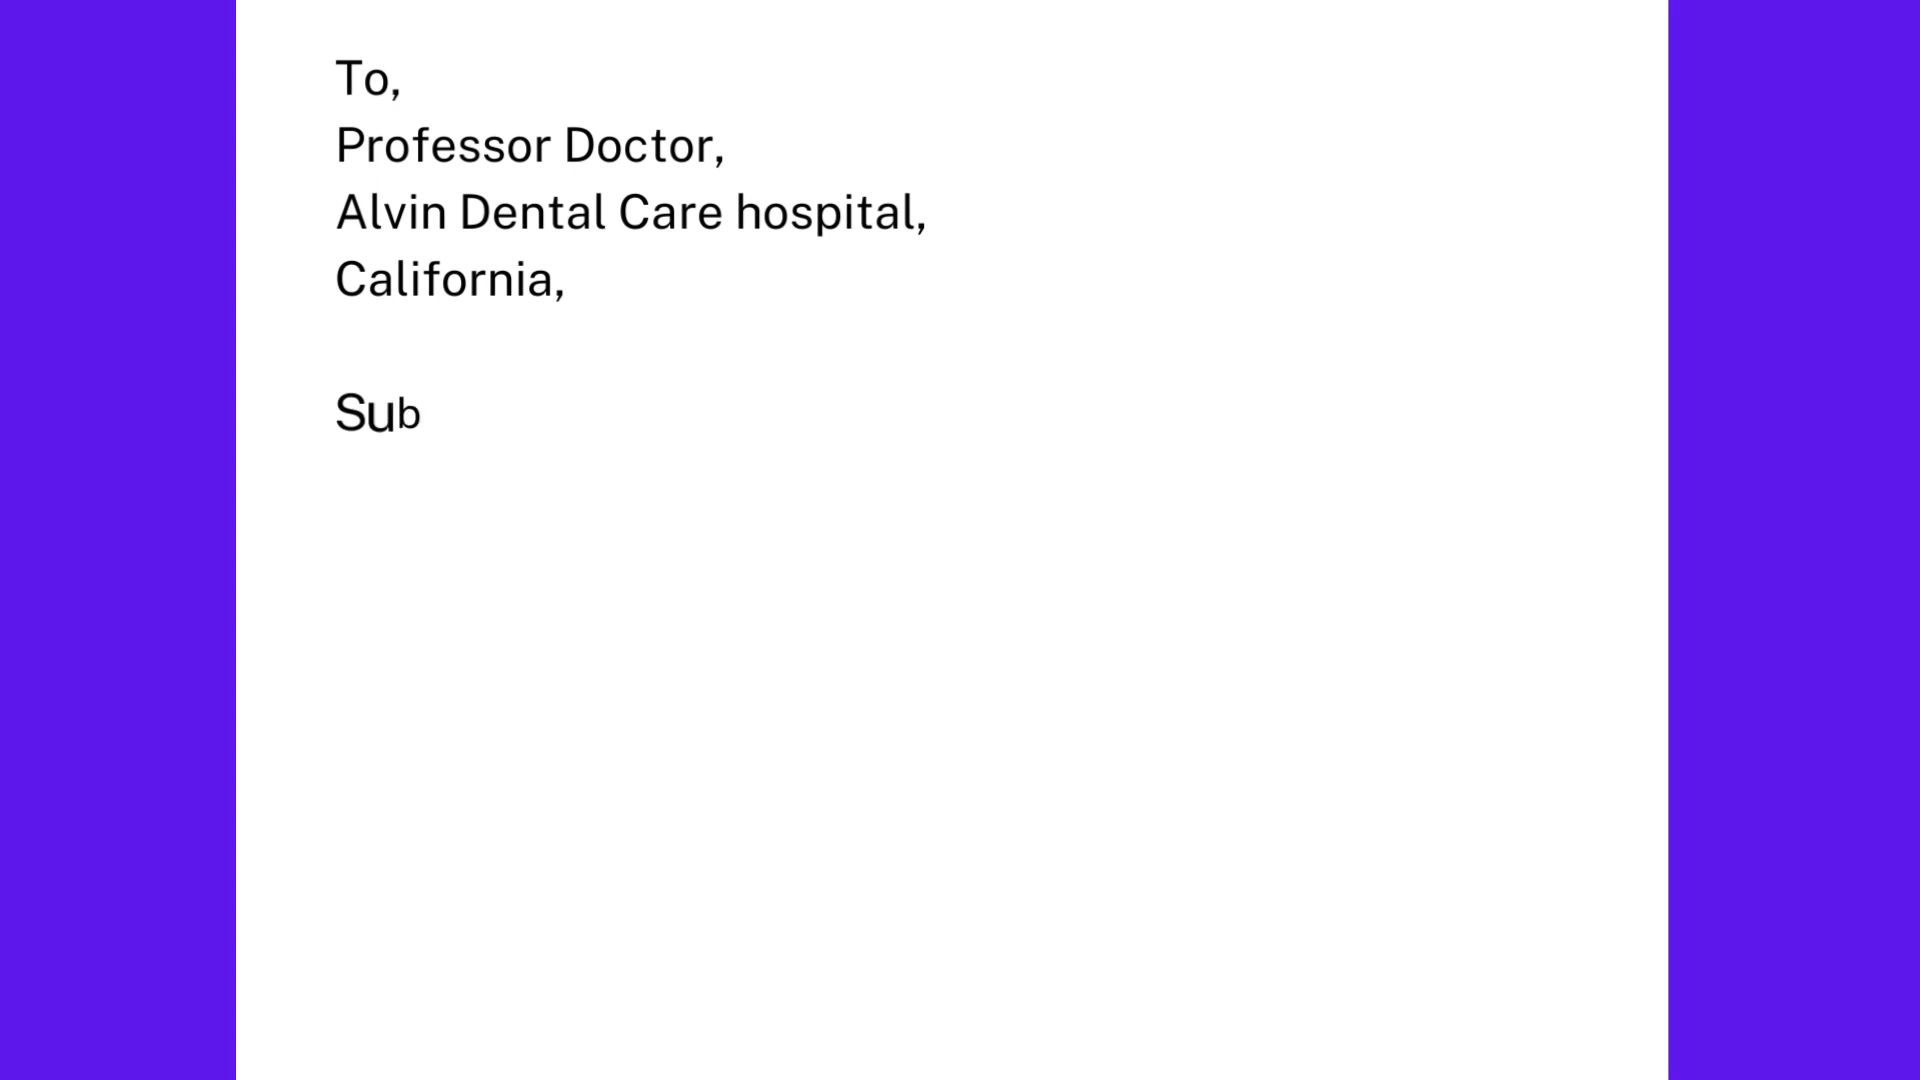 To,
Professor Doctor,
Alvin Dental Care hospital,
California,
Sub